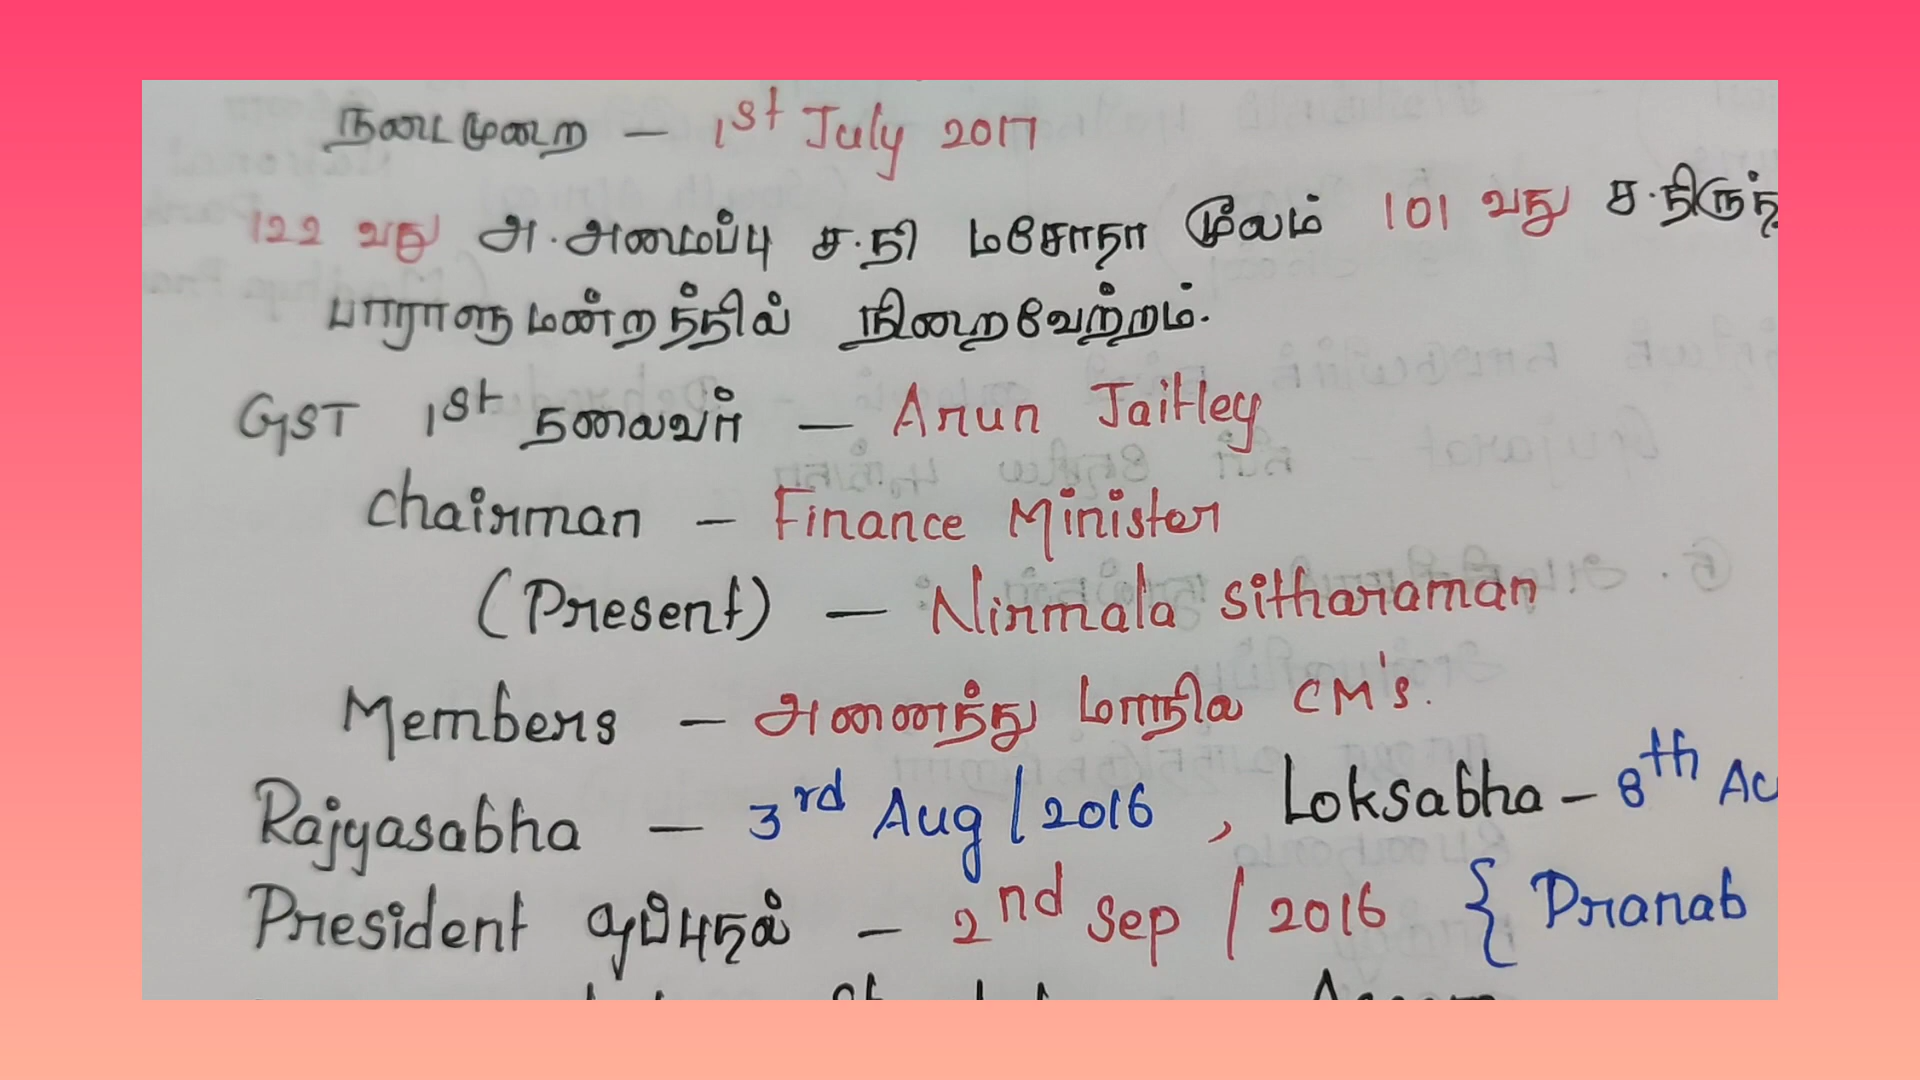 நடைமுறை - 1st July 2017
122 வது அ.அமைப்பு ச.தி மசோதா மூலம் 101 வது ச.திருத்
பாராளுமன்றத்தில் நிறைவேற்றம்.
GST 1st தலைவர் - Arun Jaitley
Chairman - Finance Minister
(Present) - Nirmala sitharaman
Members - அனைத்து மாநில CM's.
Rajyasabha - 3rd Aug/2016, Loksabha - 8th
President ஒப்புதல் - 2nd Sep/2016 { Pranab